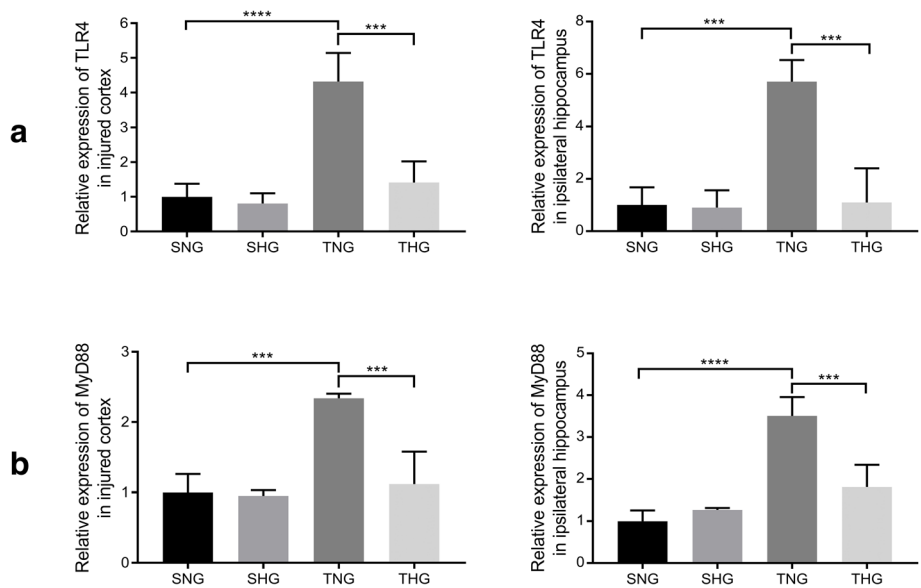 a
Relative expression of TLR4
in injured cortex
6
5
4
3
2
1
0
****
***
SNG SHG TNG THG
Relative expression of TLR4
in ipsilateral hippocampus
8
6
4
2
0
***
***
SNG SHG TNG THG
b
Relative expression of MyD88
in injured cortex
3
2
1
0
***
***
SNG SHG TNG THG
Relative expression of MyD88
in ipsilateral hippocampus
5
4
3
2
1
0
****
***
SNG SHG TNG THG